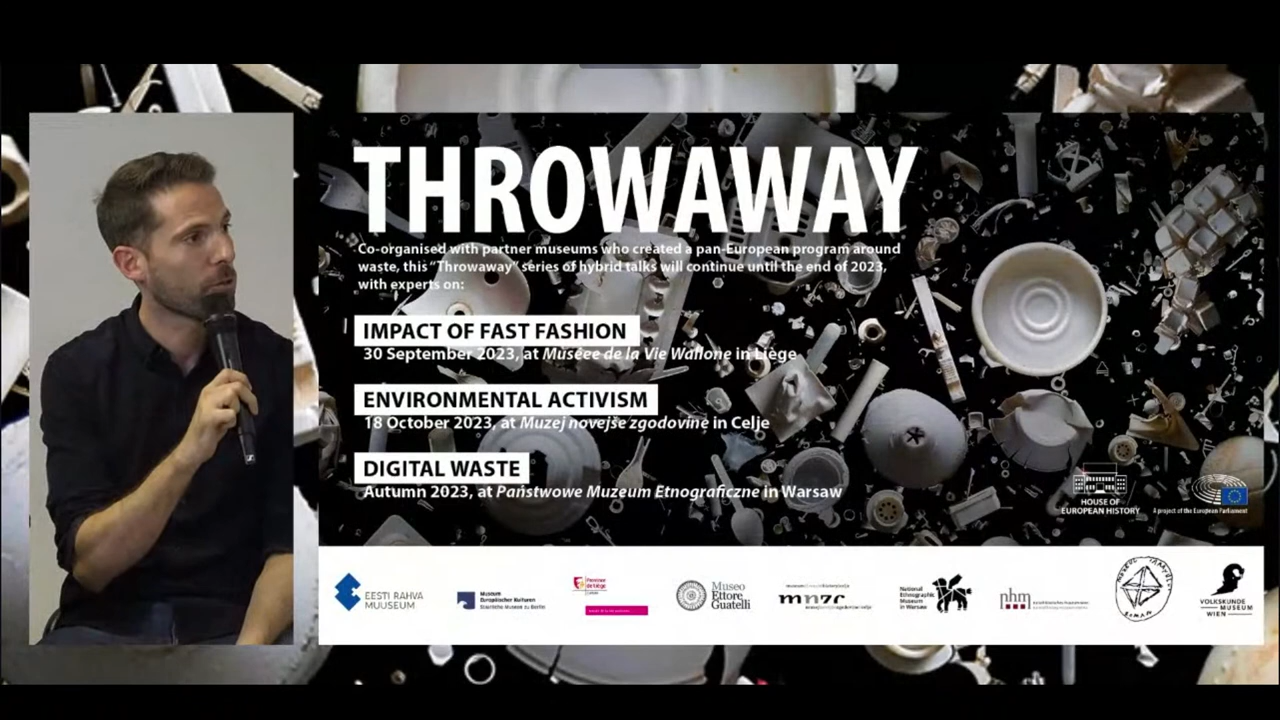 THROWAWAY
Co-organised with partner museums who created a pan-European program around
waste, this "Throwaway" series of hybrid talks will continue until the end of 2023,
with experts on:
IMPACT OF FAST FASHION
30 September 2023, at Muséee de la Vie Wallone in Liège
ENVIRONMENTAL ACTIVISM
18 October 2023, at Muzej novejše zgodovine in Celje
DIGITAL WASTE
Autumn 2023, at Państwowe Muzeum Etnograficzne in Warsaw
HOUSE OF
EUROPEAN HISTORY
A project of the European Parliament
EESTI RAHVA
MUUSEUM
Museum
Europäischer Kulturen
Staatliche Museen zu Berlin
Province
de Liège
Museo
Ettore
Guatelli
mnzc
National
Ethnographic
Museum
in Warsaw
nhm
VOLKSKUNDE
MUSEUM
WIEN